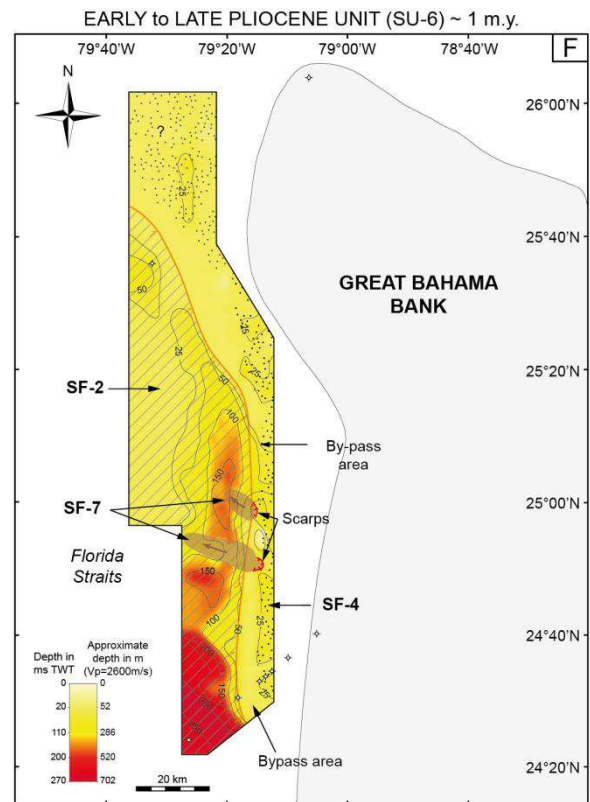 EARLY to LATE PLIOCENE UNIT (SU-6) ~ 1 m.y.
79°40'W 79°20'W 79°00'W 78°40'W
F
N
26°00'N
?
25
25°40'N
50
GREAT BAHAMA
BANK
25
25
50
25
25°20'N
SF-2
100
By-pass
area
150
25°00'N
SF-7
Scarps
Florida
Straits
150
SF-4
100
50
25
24°40'N
Depth in
ms TWT
Approximate
depth in m
(Vp=2600m/s)
200
150
25
0 0
20 52
110 286
200 520
270 702
Bypass area
20 km
24°20'N